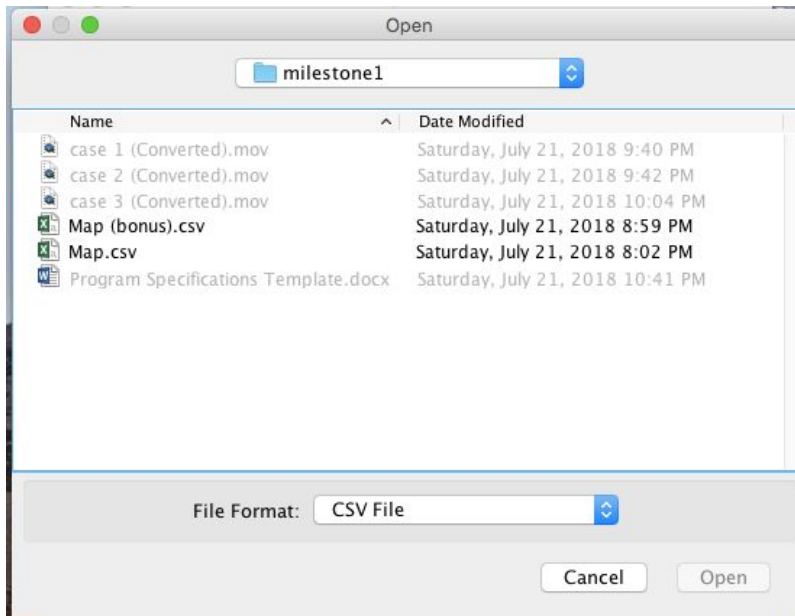 Open
milestone1
Name Date Modified
case 1 (Converted).mov Saturday, July 21, 2018 9:40 PM
case 2 (Converted).mov Saturday, July 21, 2018 9:42 PM
case 3 (Converted).mov Saturday, July 21, 2018 10:04 PM
Map (bonus).csv Saturday, July 21, 2018 8:59 PM
Map.csv Saturday, July 21, 2018 8:02 PM
Program Specifications Template.docx Saturday, July 21, 2018 10:41 PM
File Format: CSV File
Cancel Open